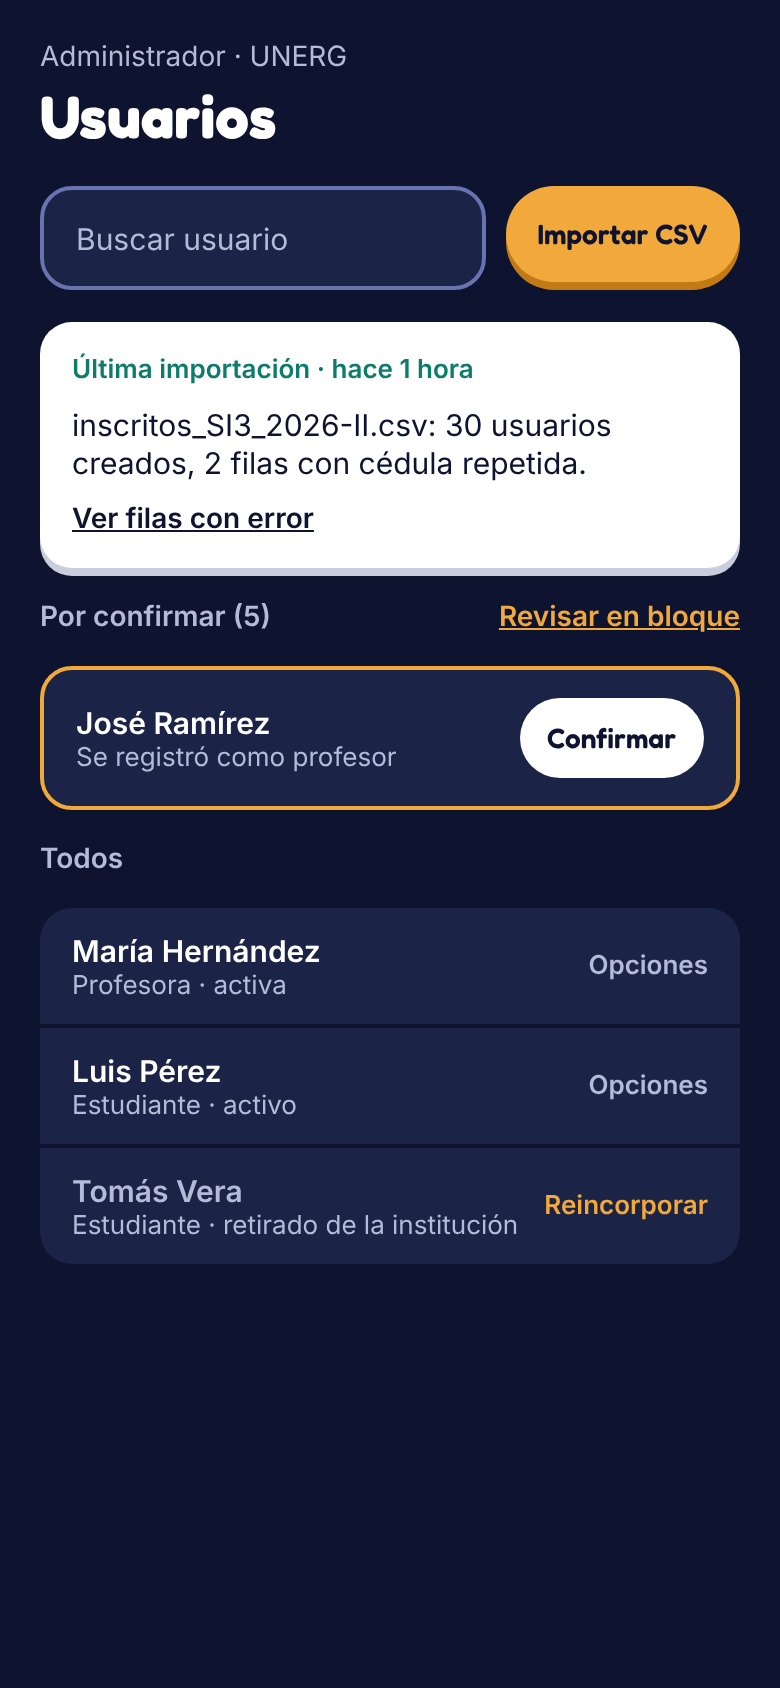 Administrador · UNERG
Usuarios
Buscar usuario
Importar CSV
Última importación · hace 1 hora
inscritos_SI3_2026-II.csv: 30 usuarios
creados, 2 filas con cédula repetida.
Ver filas con error
Por confirmar (5)
Revisar en bloque
José Ramírez
Se registró como profesor
Confirmar
Todos
María Hernández
Profesora · activa
Opciones
Luis Pérez
Estudiante · activo
Opciones
Tomás Vera
Estudiante · retirado de la institución
Reincorporar